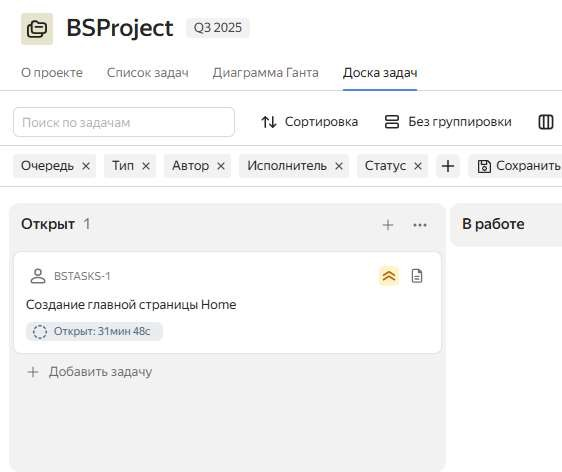 BSProject Q3 2025
О проекте Список задач Диаграмма Ганта Доска задач
Поиск по задачам Сортировка Без группировки
Очередь Тип Автор Исполнитель Статус Сохранить
Открыт 1 В работе
BSTASKS-1
Создание главной страницы Home
Открыт: 31мин 48с
Добавить задачу